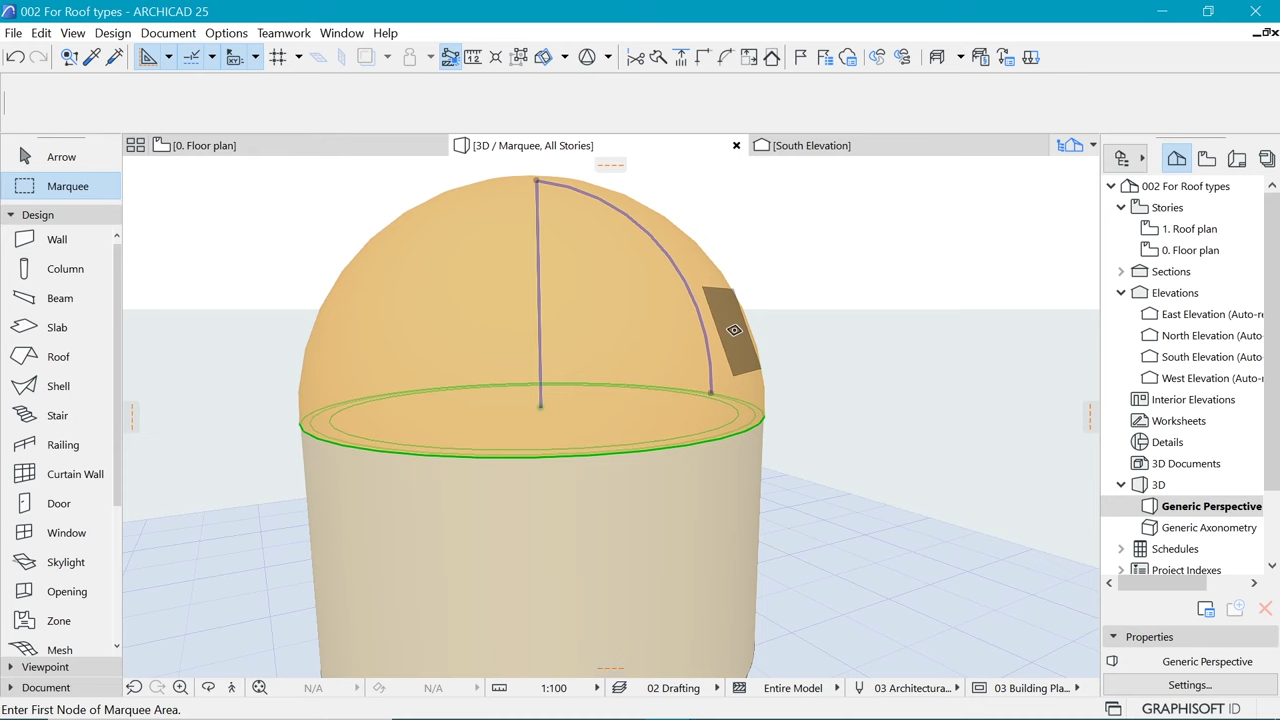 002 For Roof types - ARCHICAD 25
File Edit View Design Document Options Teamwork Window Help
[0. Floor plan]
[3D / Marquee, All Stories]
[South Elevation]
Arrow
Marquee
Design
Wall
Column
Beam
Slab
Roof
Shell
Stair
Railing
Curtain Wall
Door
Window
Skylight
Opening
Zone
Mesh
Viewpoint
Document
002 For Roof types
Stories
1. Roof plan
0. Floor plan
Sections
Elevations
East Elevation (Auto-r
North Elevation (Auto
South Elevation (Auto
West Elevation (Auto-
Interior Elevations
Worksheets
Details
3D Documents
3D
Generic Perspective
Generic Axonometry
Schedules
Project Indexes
Properties
Generic Perspective
Settings...
N/A
N/A
1:100
02 Drafting
Entire Model
03 Architectura...
03 Building Pla...
Enter First Node of Marquee Area.
GRAPHISOFT ID